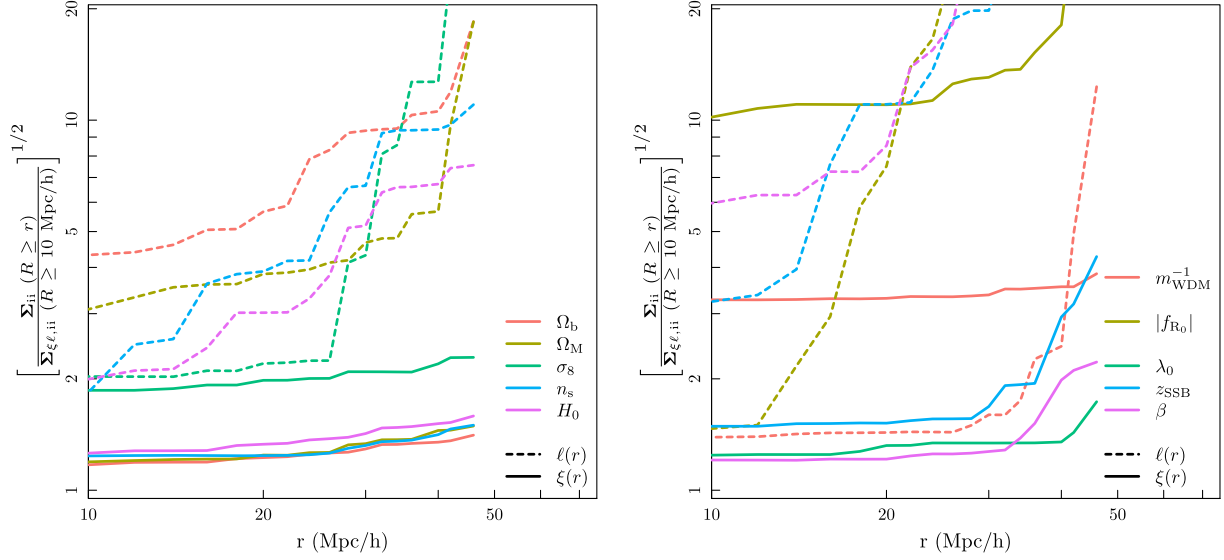 [ Σii (R ≥ r) / Σξℓ,ii (R ≥ 10 Mpc/h) ]^1/2
20
10
5
2
1
Ωb
ΩM
σ8
ns
H0
ℓ(r)
ξ(r)
10 20 50
r (Mpc/h)
[ Σii (R ≥ r) / Σξℓ,ii (R ≥ 10 Mpc/h) ]^1/2
20
10
5
2
1
m_WDM^-1
|fR0|
λ0
zSSB
β
ℓ(r)
ξ(r)
10 20 50
r (Mpc/h)